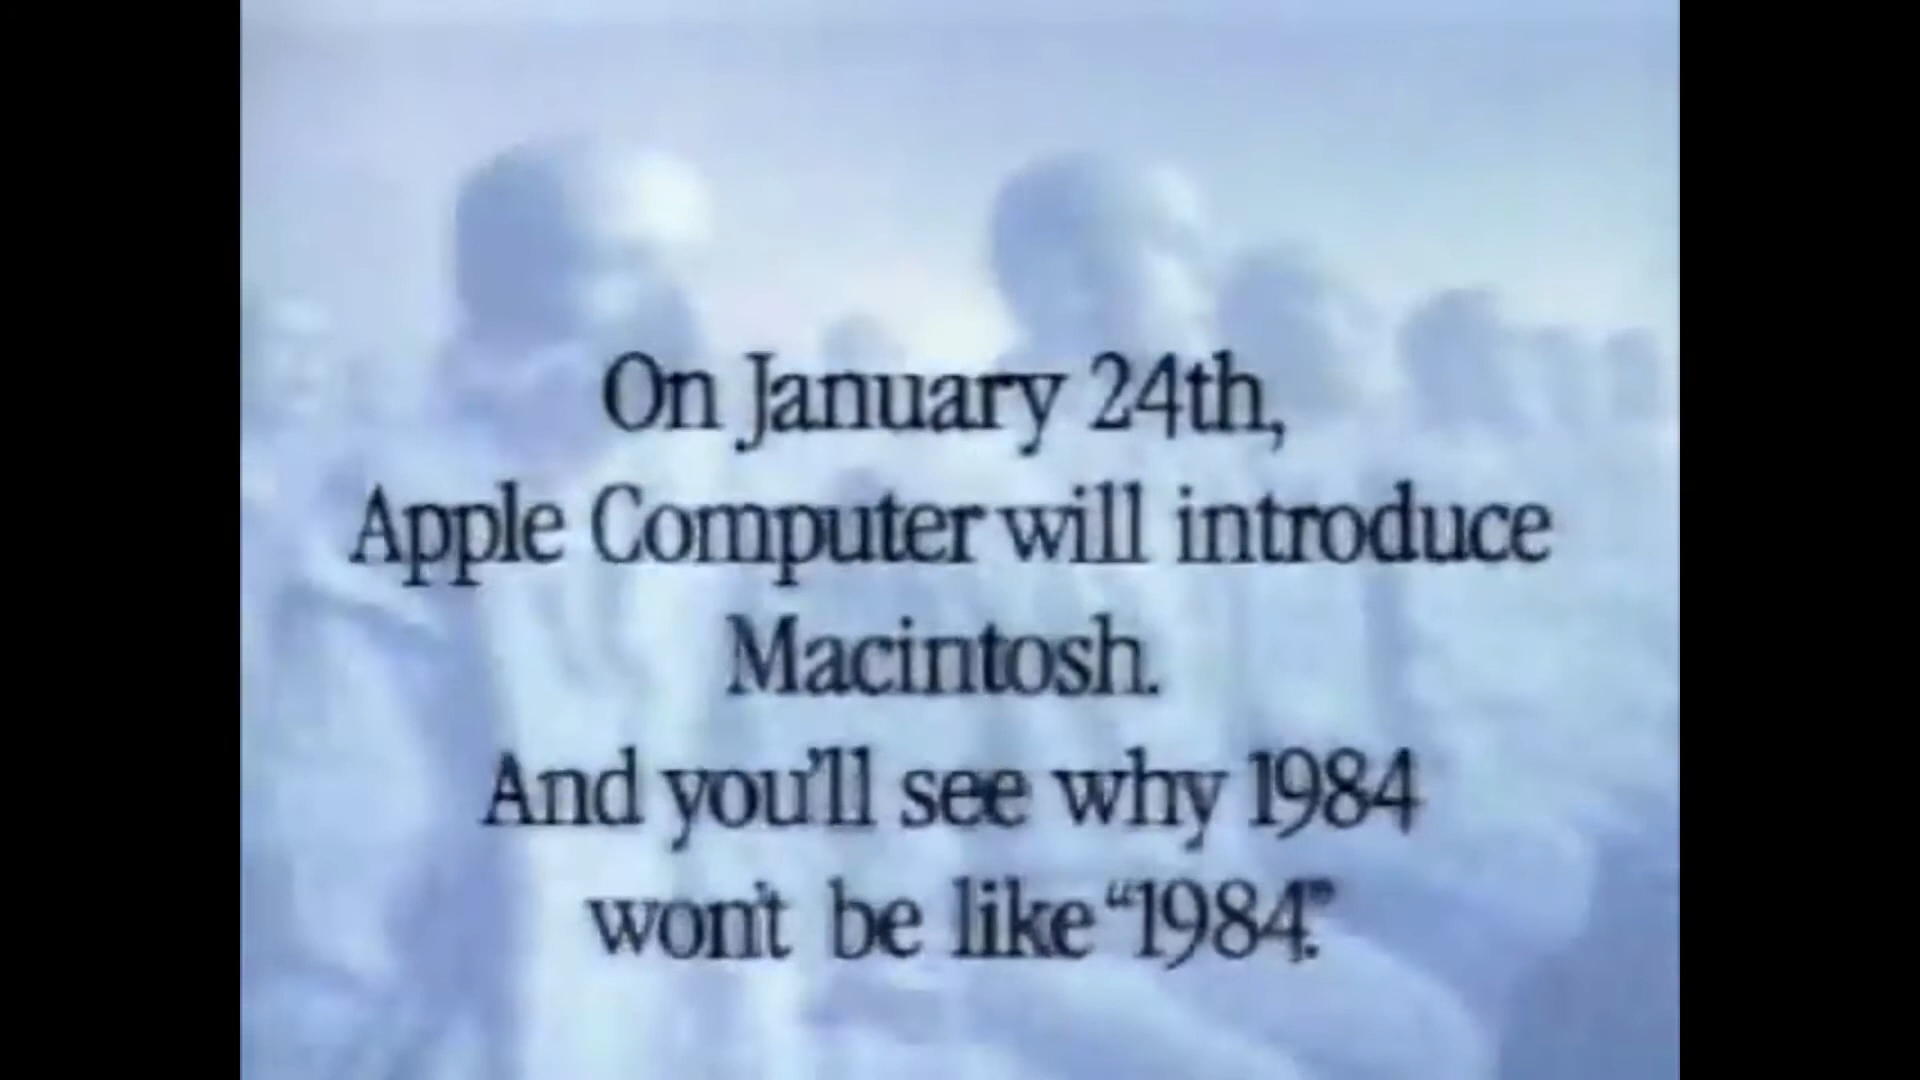 On January 24th,
Apple Computer will introduce
Macintosh.
And you'll see why 1984
won't be like “1984.”